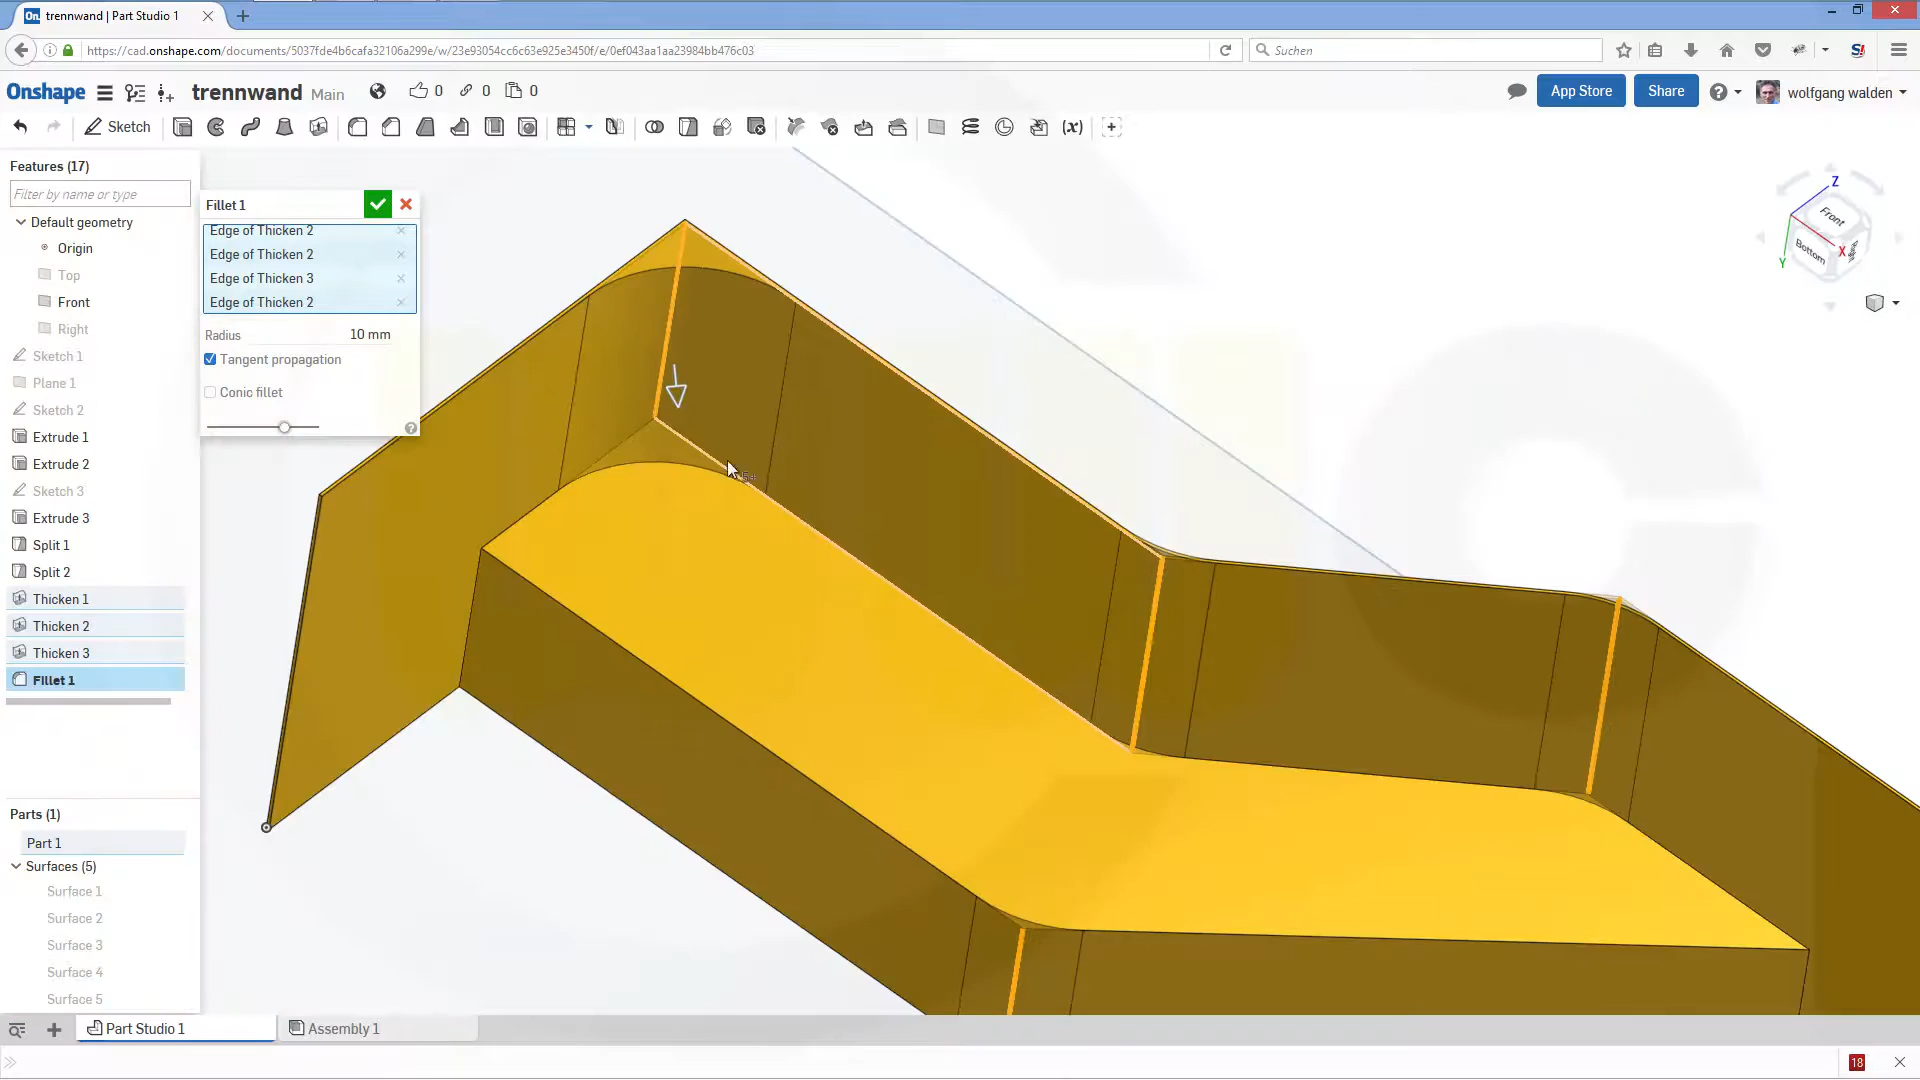 trennwand | Part Studio 1
https://cad.onshape.com/documents/5037fde4b6cafa32106a299e/w/23e93054cc6c63e925e3450f/e/0ef043aa1aa23984bb476c03
Suchen
Onshape
trennwand Main
0
0
0
App Store
Share
wolfgang walden
Sketch
(x)
Features (17)
Filter by name or type
Default geometry
Origin
Top
Front
Right
Sketch 1
Plane 1
Sketch 2
Extrude 1
Extrude 2
Sketch 3
Extrude 3
Split 1
Split 2
Thicken 1
Thicken 2
Thicken 3
Fillet 1
Parts (1)
Part 1
Surfaces (5)
Surface 1
Surface 2
Surface 3
Surface 4
Surface 5
Fillet 1
Edge of Thicken 2
Edge of Thicken 2
Edge of Thicken 3
Edge of Thicken 2
Radius 10 mm
Tangent propagation
Conic fillet
Z
Front
Bottom
X
Y
Part Studio 1
Assembly 1
18